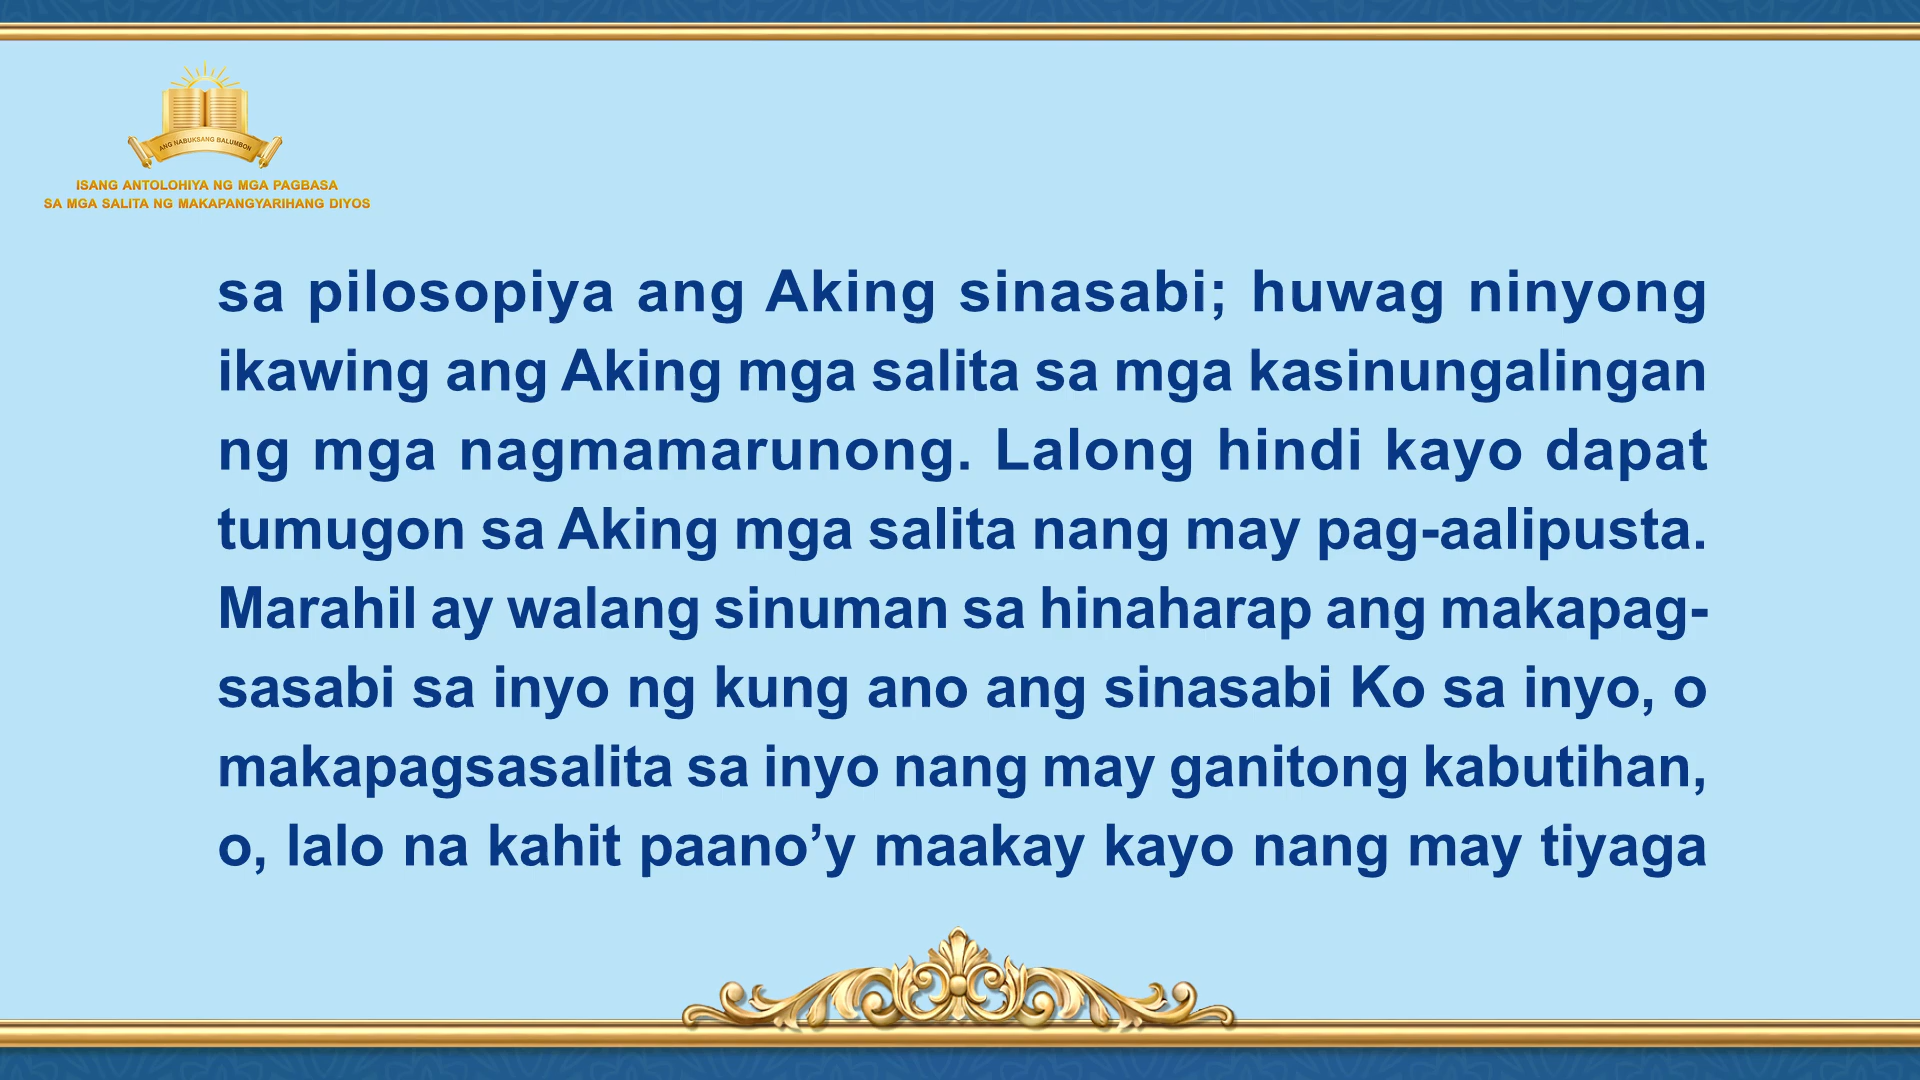 ANG NABUKSANG BALUMBON
ISANG ANTOLOHIYA NG MGA PAGBASA
SA MGA SALITA NG MAKAPANGYARIHANG DIYOS
sa pilosopiya ang Aking sinasabi; huwag ninyong
ikawing ang Aking mga salita sa mga kasinungalingan
ng mga nagmamarunong. Lalong hindi kayo dapat
tumugon sa Aking mga salita nang may pag-aalipusta.
Marahil ay walang sinuman sa hinaharap ang makapag-
sasabi sa inyo ng kung ano ang sinasabi Ko sa inyo, o
makapagsasalita sa inyo nang may ganitong kabutihan,
o, lalo na kahit paano’y maakay kayo nang may tiyaga